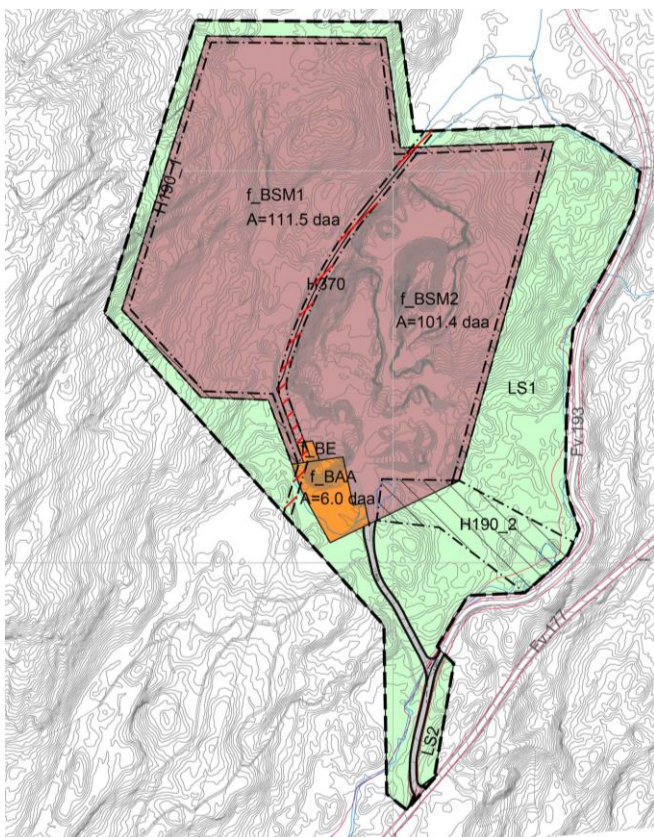 H190_1
f_BSM1
A=111.5 daa
H370
f_BSM2
A=101.4 daa
LS1
Fv.193
f_BE
f_BAA
A=6.0 daa
H190_2
Fv.177
LS2